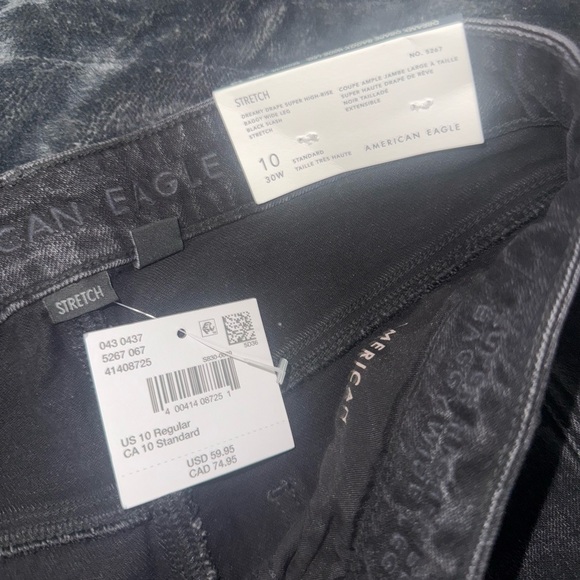 STRETCH
DREAMY DRAPE SUPER HIGH-RISE
BAGGY WIDE LEG
BLACK SLASH
STRETCH
NO. 5267
COUPE AMPLE JAMBE LARGE À TAILLE
SUPER HAUTE DRAPE DE RÊVE
NOIR TAILLADÉ
EXTENSIBLE
10
30W
STANDARD
TAILLE TRÈS HAUTE
AMERICAN EAGLE
CAN EAGLE
STRETCH
043 0437
5267 067
41408725
4 00414 08725 1
US 10 Regular
CA 10 Standard
USD 59.95
CAD 74.95
AMERICAN